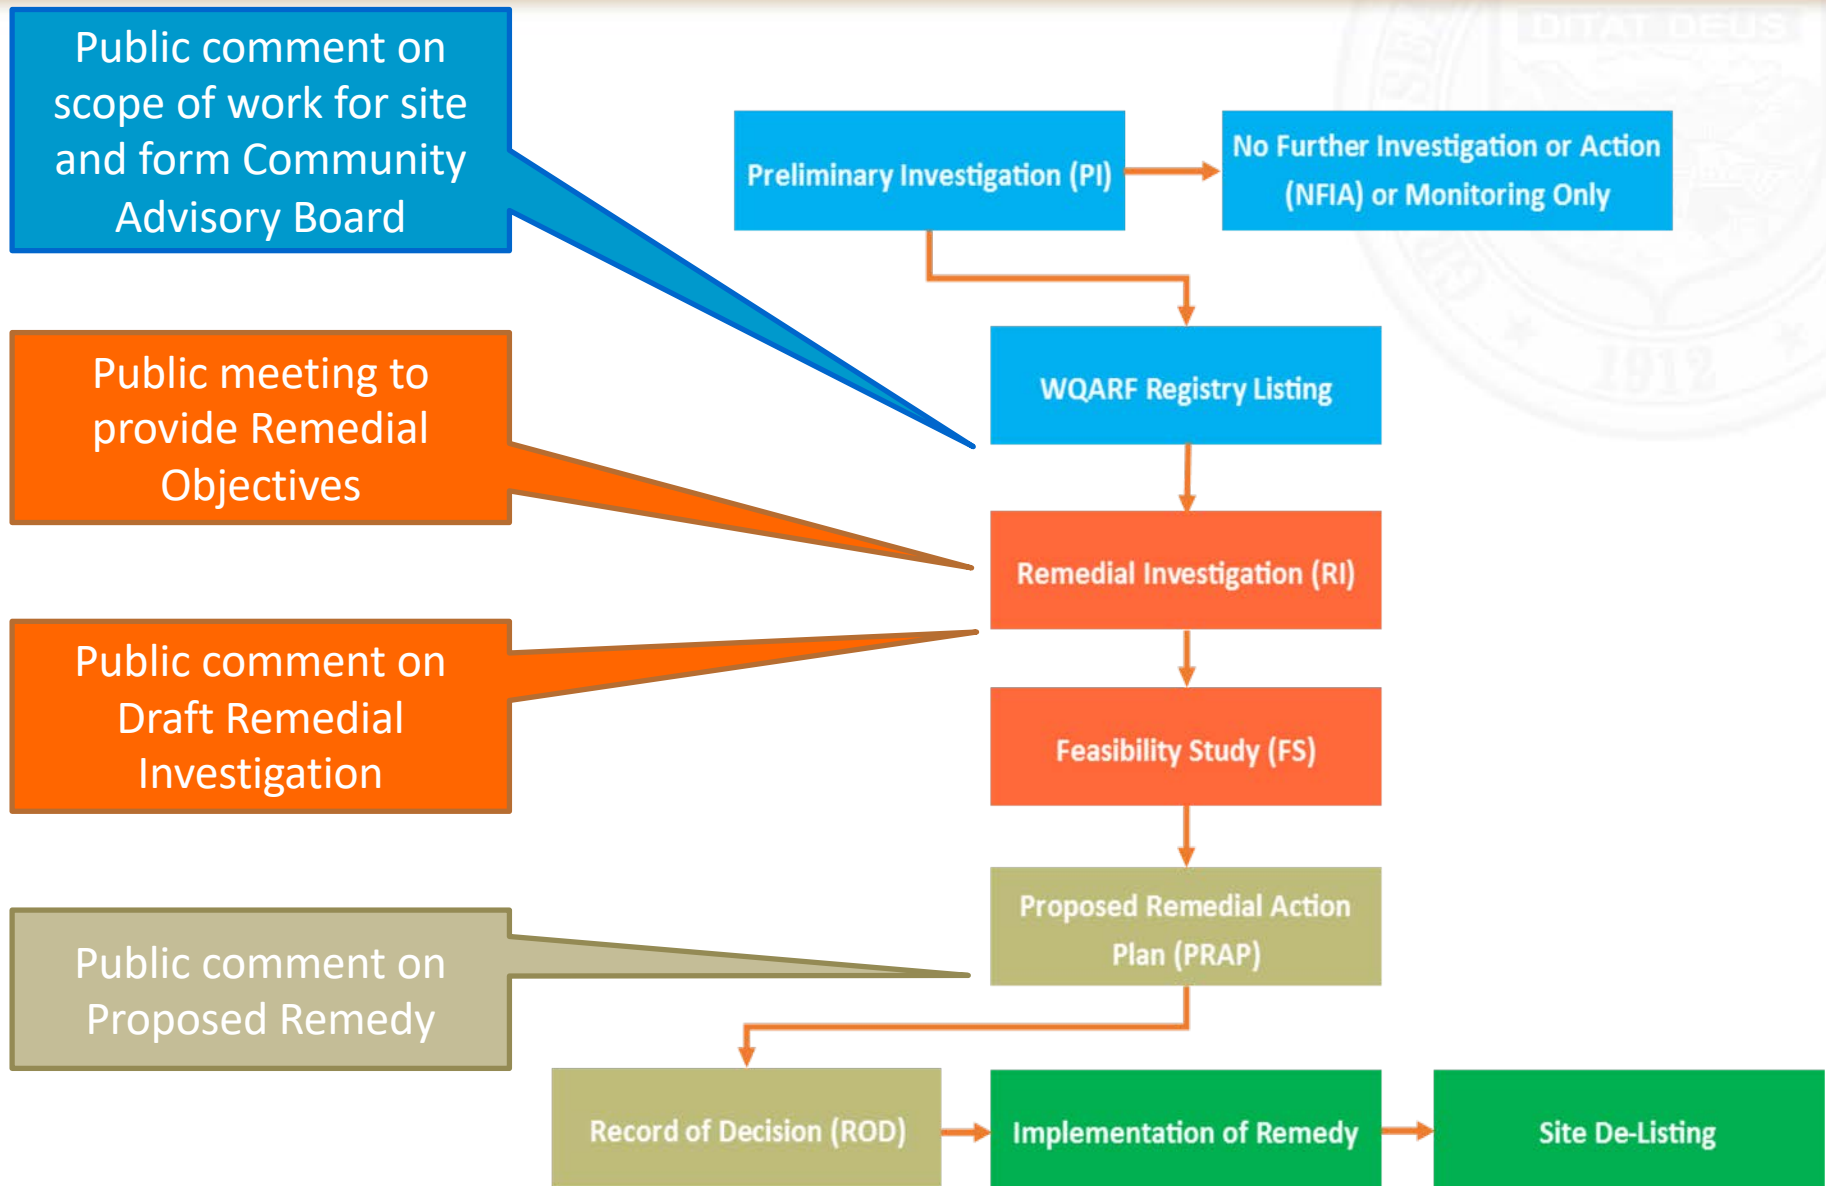 DITAT DEUS
1912
Public comment on
scope of work for site
and form Community
Advisory Board
Public meeting to
provide Remedial
Objectives
Public comment on
Draft Remedial
Investigation
Public comment on
Proposed Remedy
Preliminary Investigation (PI)
No Further Investigation or Action
(NFIA) or Monitoring Only
WQARF Registry Listing
Remedial Investigation (RI)
Feasibility Study (FS)
Proposed Remedial Action
Plan (PRAP)
Record of Decision (ROD)
Implementation of Remedy
Site De-Listing